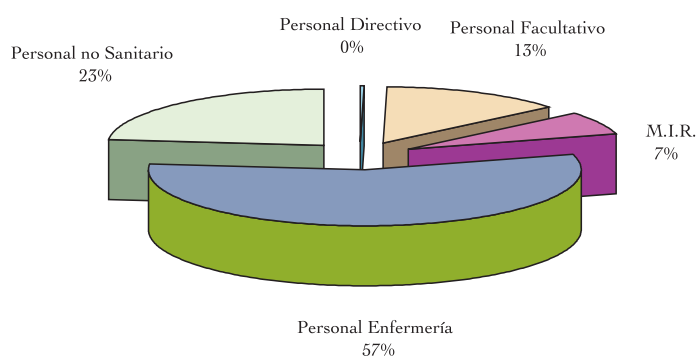 Personal Directivo
0%
Personal Facultativo
13%
Personal no Sanitario
23%
M.I.R.
7%
Personal Enfermería
57%